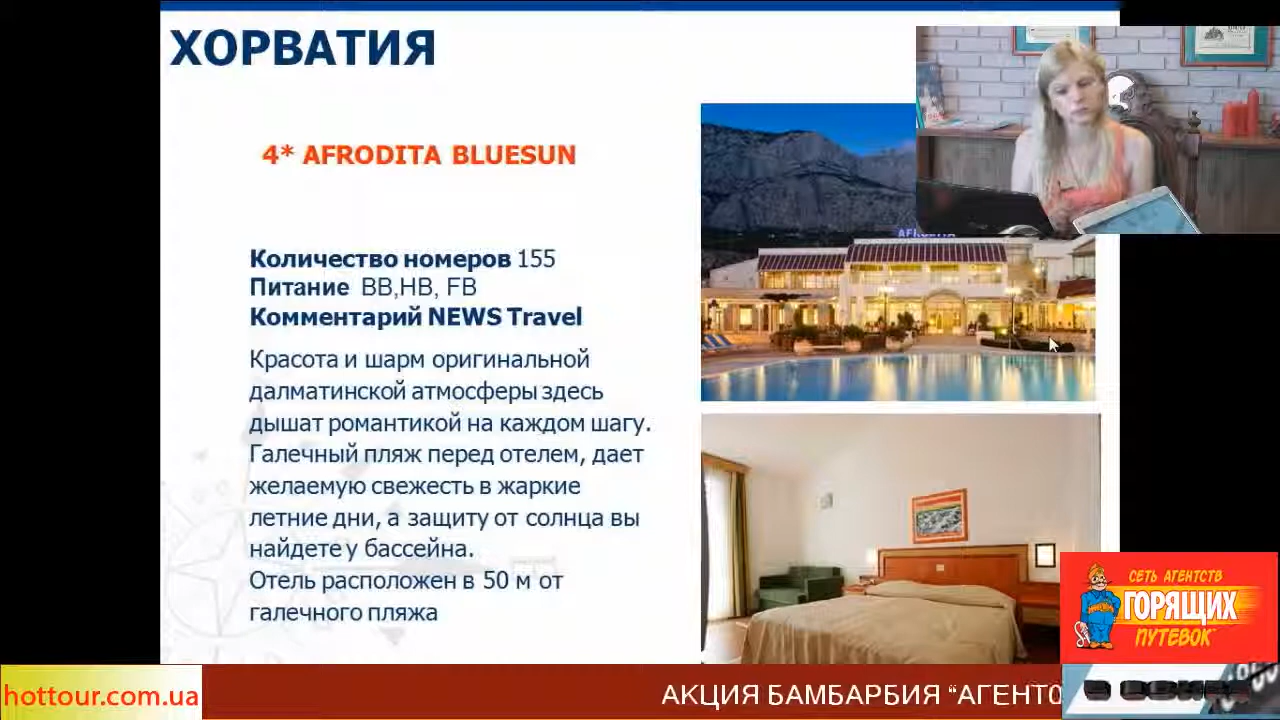 ХОРВАТИЯ
4* AFRODITA BLUESUN
Количество номеров 155
Питание BB,HB, FB
Комментарий NEWS Travel
Красота и шарм оригинальной
далматинской атмосферы здесь
дышат романтикой на каждом шагу.
Галечный пляж перед отелем, дает
желаемую свежесть в жаркие
летние дни, а защиту от солнца вы
найдете у бассейна.
Отель расположен в 50 м от
галечного пляжа
СЕТЬ АГЕНТСТВ
ГОРЯЩИХ
ПУТЕВОК
hottour.com.ua
АКЦИЯ БАМБАРБИЯ “АГЕНТ